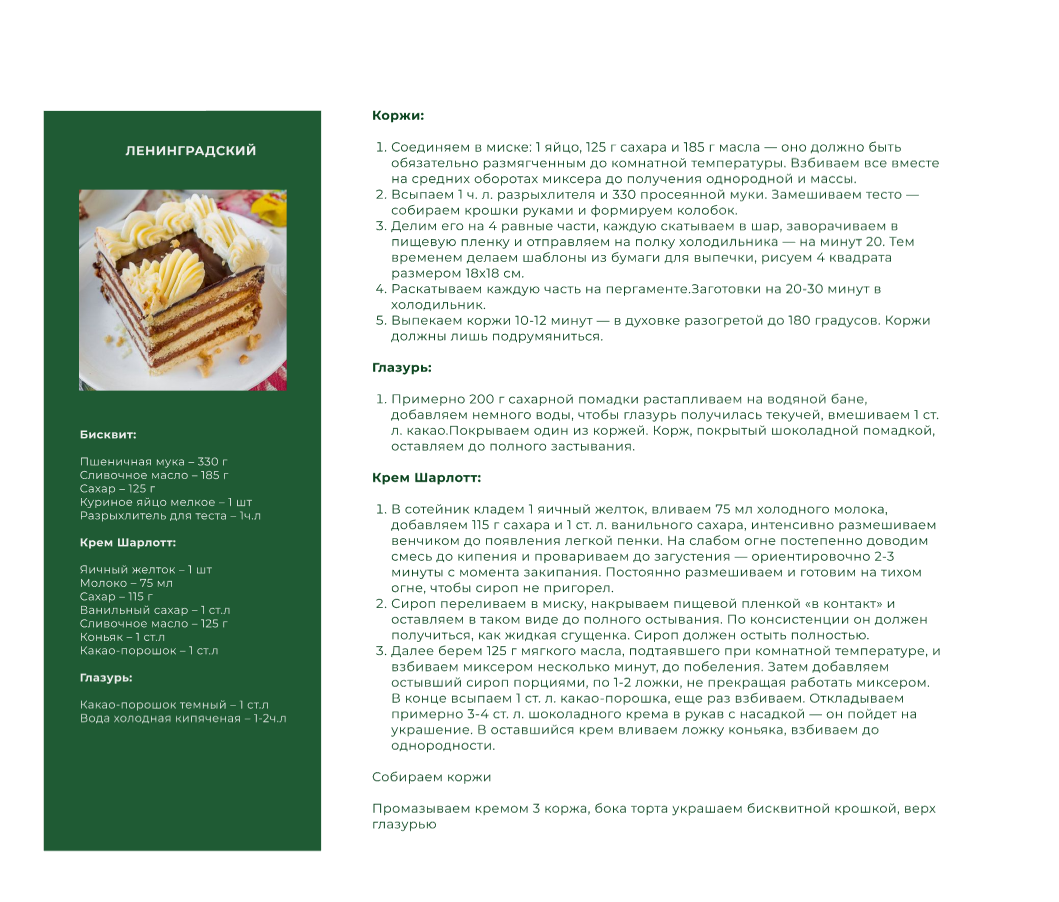 ЛЕНИНГРАДСКИЙ
Бисквит:
Пшеничная мука – 330 г
Сливочное масло – 185 г
Сахар – 125 г
Куриное яйцо мелкое – 1 шт
Разрыхлитель для теста – 1ч.л
Крем Шарлотт:
Яичный желток – 1 шт
Молоко – 75 мл
Сахар – 115 г
Ванильный сахар – 1 ст.л
Сливочное масло – 125 г
Коньяк – 1 ст.л
Какао-порошок – 1 ст.л
Глазурь:
Какао-порошок темный – 1 ст.л
Вода холодная кипяченая – 1-2ч.л
Коржи:
1. Соединяем в миске: 1 яйцо, 125 г сахара и 185 г масла — оно должно быть
обязательно размягченным до комнатной температуры. Взбиваем все вместе
на средних оборотах миксера до получения однородной и массы.
2. Всыпаем 1 ч. л. разрыхлителя и 330 просеянной муки. Замешиваем тесто —
собираем крошки руками и формируем колобок.
3. Делим его на 4 равные части, каждую скатываем в шар, заворачиваем в
пищевую пленку и отправляем на полку холодильника — на минут 20. Тем
временем делаем шаблоны из бумаги для выпечки, рисуем 4 квадрата
размером 18х18 см.
4. Раскатываем каждую часть на пергаменте.Заготовки на 20-30 минут в
холодильник.
5. Выпекаем коржи 10-12 минут — в духовке разогретой до 180 градусов. Коржи
должны лишь подрумяниться.
Глазурь:
1. Примерно 200 г сахарной помадки растапливаем на водяной бане,
добавляем немного воды, чтобы глазурь получилась текучей, вмешиваем 1 ст.
л. какао.Покрываем один из коржей. Корж, покрытый шоколадной помадкой,
оставляем до полного застывания.
Крем Шарлотт:
1. В сотейник кладем 1 яичный желток, вливаем 75 мл холодного молока,
добавляем 115 г сахара и 1 ст. л. ванильного сахара, интенсивно размешиваем
венчиком до появления легкой пенки. На слабом огне постепенно доводим
смесь до кипения и провариваем до загустения — ориентировочно 2-3
минуты с момента закипания. Постоянно размешиваем и готовим на тихом
огне, чтобы сироп не пригорел.
2. Сироп переливаем в миску, накрываем пищевой пленкой «в контакт» и
оставляем в таком виде до полного остывания. По консистенции он должен
получиться, как жидкая сгущенка. Сироп должен остыть полностью.
3. Далее берем 125 г мягкого масла, подтаявшего при комнатной температуре, и
взбиваем миксером несколько минут, до побеления. Затем добавляем
остывший сироп порциями, по 1-2 ложки, не прекращая работать миксером.
В конце всыпаем 1 ст. л. какао-порошка, еще раз взбиваем. Откладываем
примерно 3-4 ст. л. шоколадного крема в рукав с насадкой — он пойдет на
украшение. В оставшийся крем вливаем ложку коньяка, взбиваем до
однородности.
Собираем коржи
Промазываем кремом 3 коржа, бока торта украшаем бисквитной крошкой, верх
глазурью